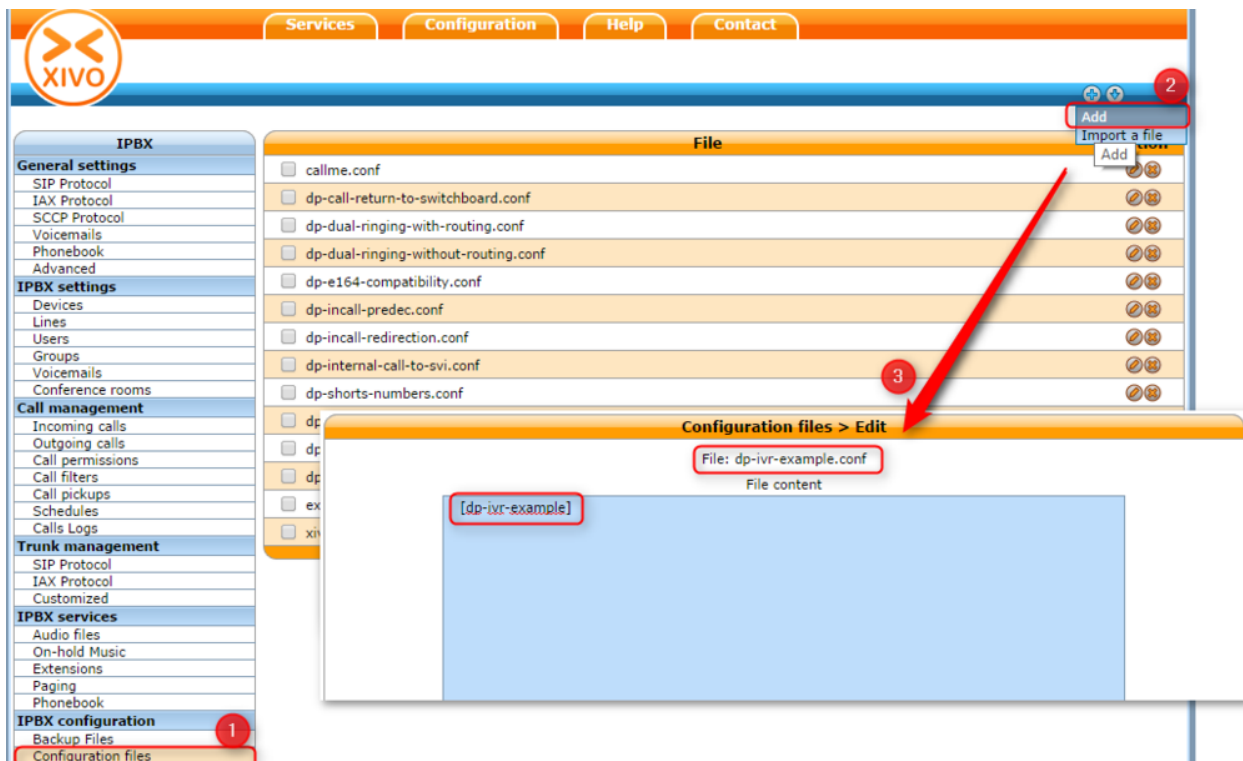 Services Configuration Help Contact
XIVO
2
Add
Import a file
Add
IPBX
General settings
SIP Protocol
IAX Protocol
SCCP Protocol
Voicemails
Phonebook
Advanced
IPBX settings
Devices
Lines
Users
Groups
Voicemails
Conference rooms
Call management
Incoming calls
Outgoing calls
Call permissions
Call filters
Call pickups
Schedules
Calls Logs
Trunk management
SIP Protocol
IAX Protocol
Customized
IPBX services
Audio files
On-hold Music
Extensions
Paging
Phonebook
IPBX configuration
1
Backup Files
Configuration files
File
callme.conf
dp-call-return-to-switchboard.conf
dp-dual-ringing-with-routing.conf
dp-dual-ringing-without-routing.conf
dp-e164-compatibility.conf
dp-incall-predec.conf
dp-incall-redirection.conf
dp-internal-call-to-svi.conf
dp-shorts-numbers.conf
3
Configuration files > Edit
File: dp-ivr-example.conf
File content
[dp-ivr-example]